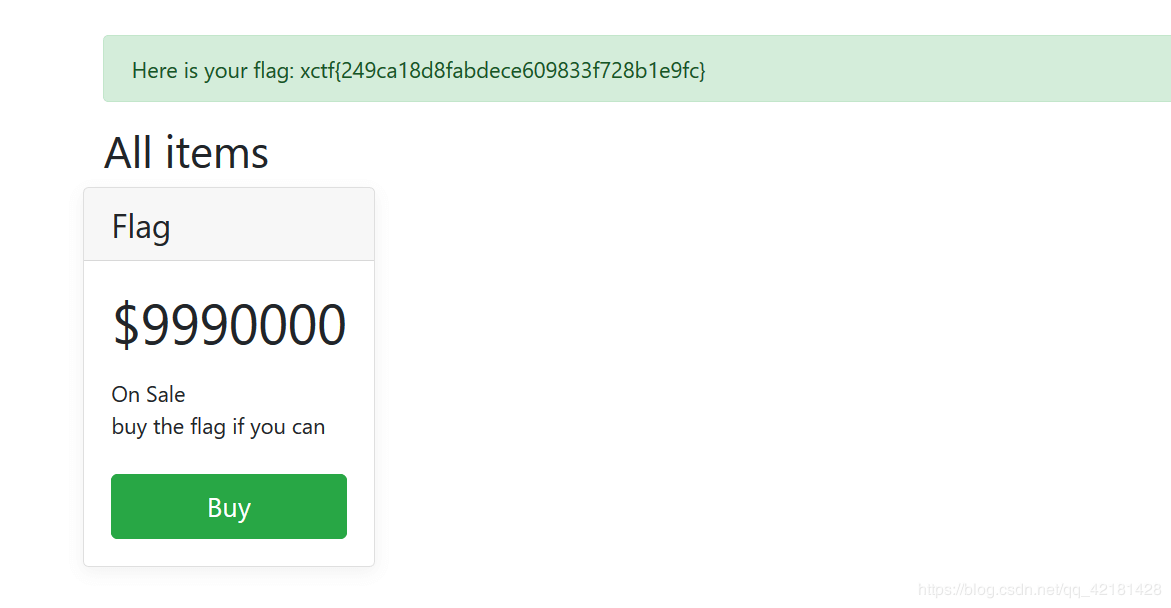 Here is your flag: xctf{249ca18d8fabdece609833f728b1e9fc}
All items
Flag
$9990000
On Sale
buy the flag if you can
Buy
https://blog.csdn.net/qq_42181428